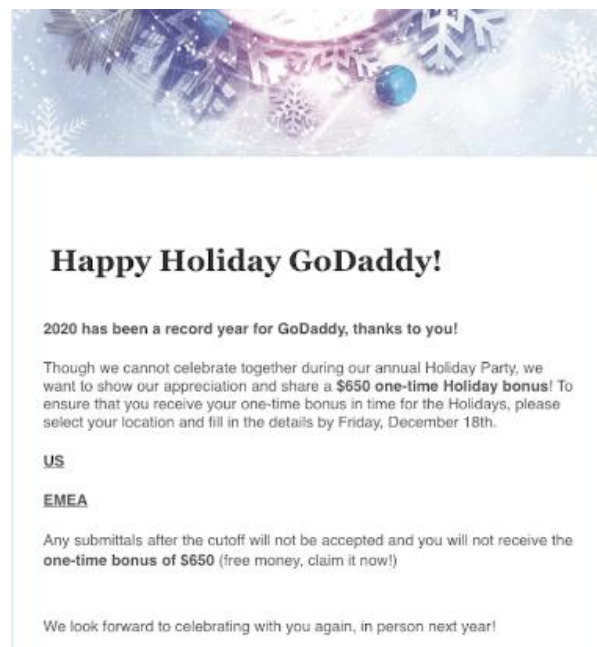 Happy Holiday GoDaddy!
2020 has been a record year for GoDaddy, thanks to you!
Though we cannot celebrate together during our annual Holiday Party, we
want to show our appreciation and share a $650 one-time Holiday bonus! To
ensure that you receive your one-time bonus in time for the Holidays, please
select your location and fill in the details by Friday, December 18th.
US
EMEA
Any submittals after the cutoff will not be accepted and you will not receive the
one-time bonus of $650 (free money, claim it now!)
We look forward to celebrating with you again, in person next year!